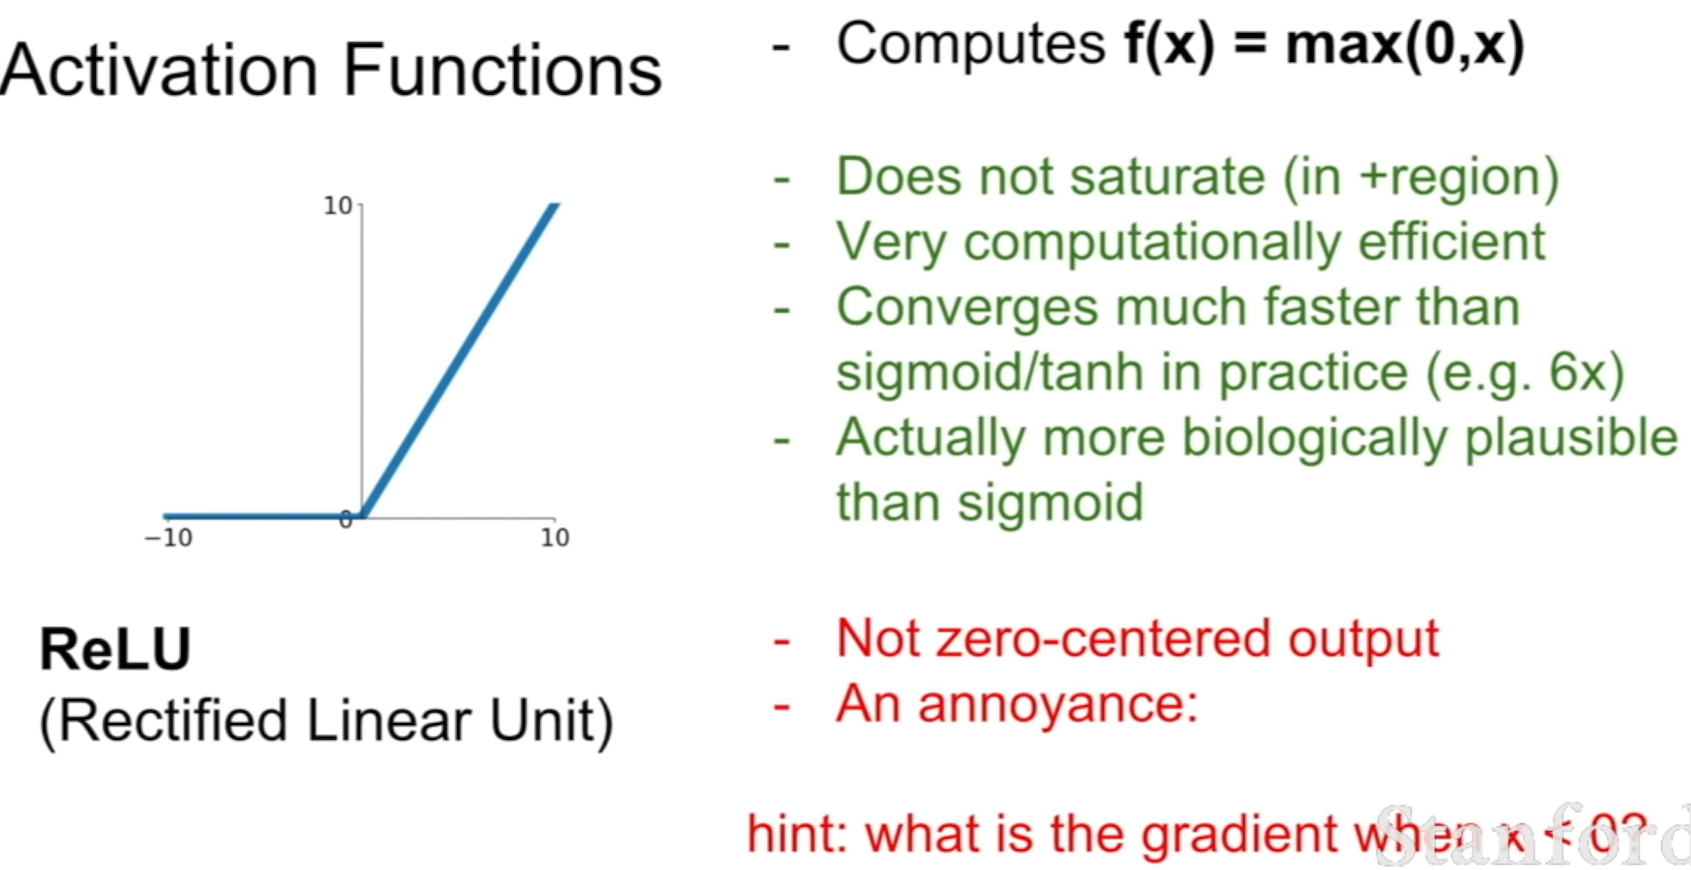 Activation Functions
- Computes f(x) = max(0,x)
- Does not saturate (in +region)
- Very computationally efficient
- Converges much faster than
sigmoid/tanh in practice (e.g. 6x)
- Actually more biologically plausible
than sigmoid
10
0
−10
10
ReLU
(Rectified Linear Unit)
- Not zero-centered output
- An annoyance:
hint: what is the gradient when x < 0?
Stanford